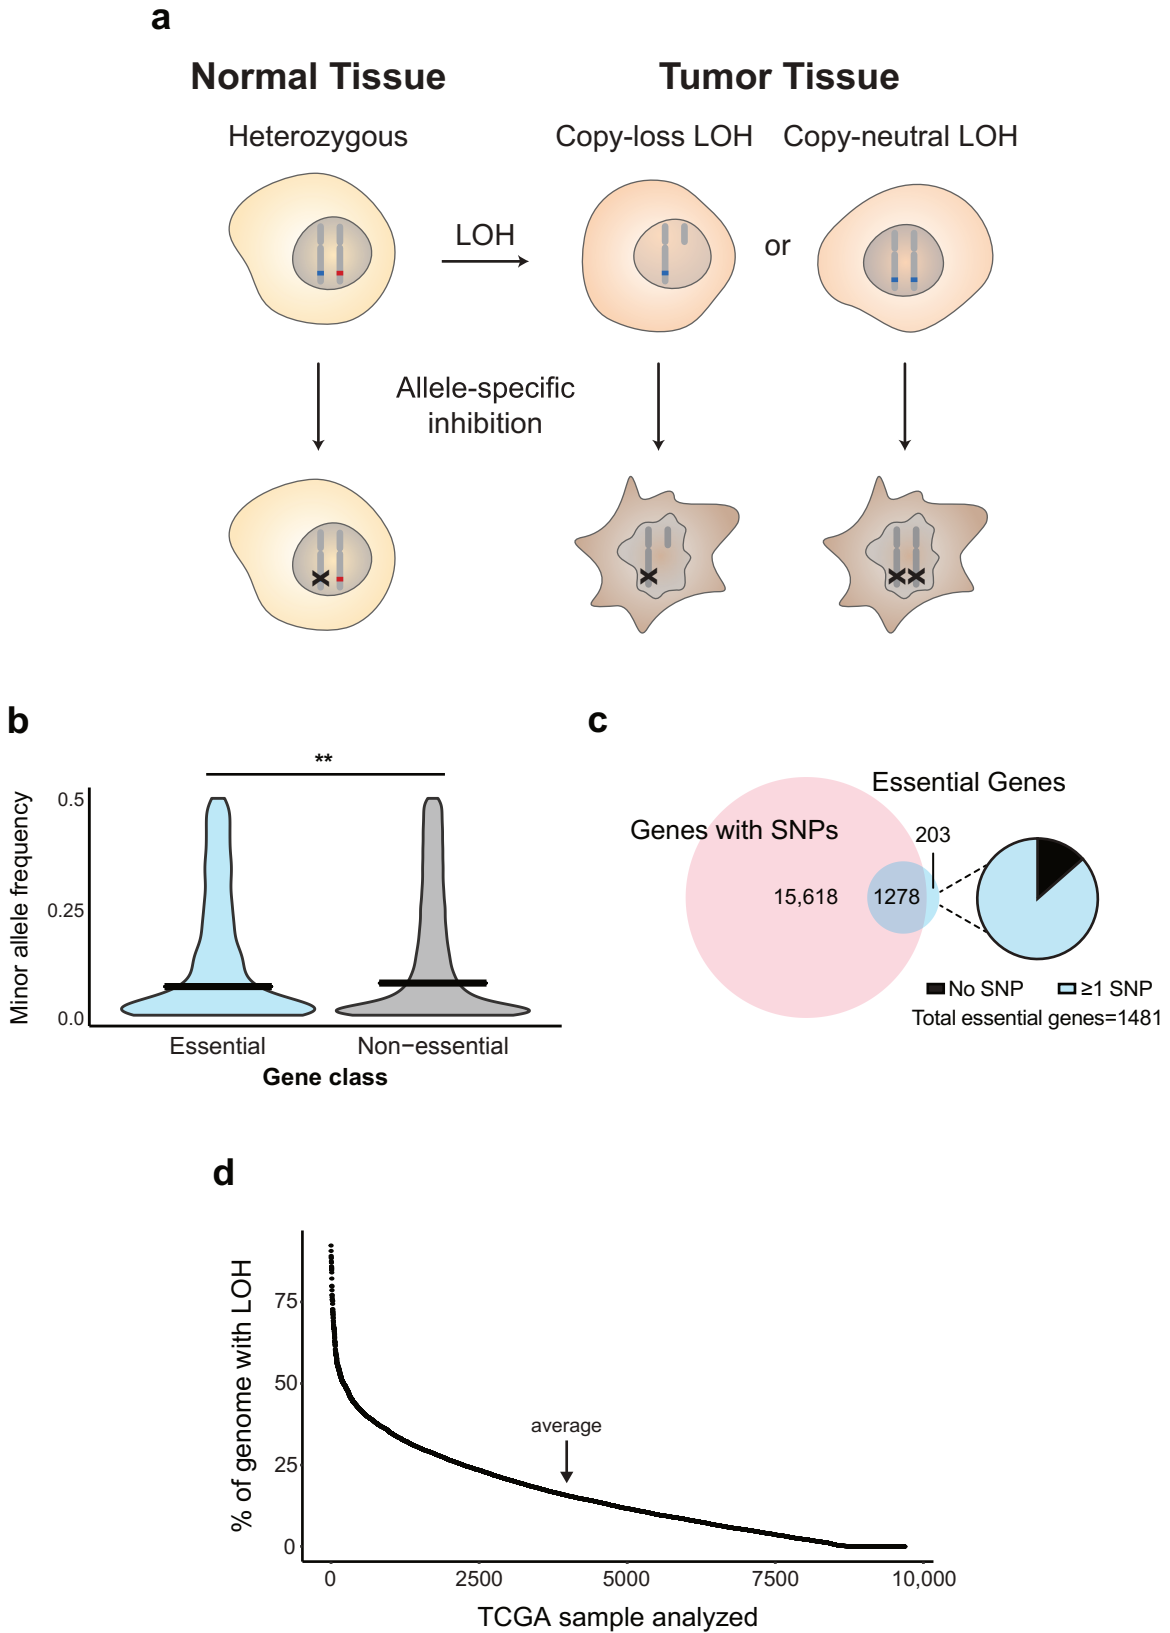 a
Normal Tissue
Tumor Tissue
Heterozygous
Copy-loss LOH
Copy-neutral LOH
LOH
or
Allele-specific
inhibition
X
X
XX
b
**
Minor allele frequency
0.5
0.25
0.0
Essential
Non−essential
Gene class
c
Essential Genes
Genes with SNPs
203
15,618
1278
No SNP
≥1 SNP
Total essential genes=1481
d
% of genome with LOH
75
50
25
0
average
0
2500
5000
7500
10,000
TCGA sample analyzed